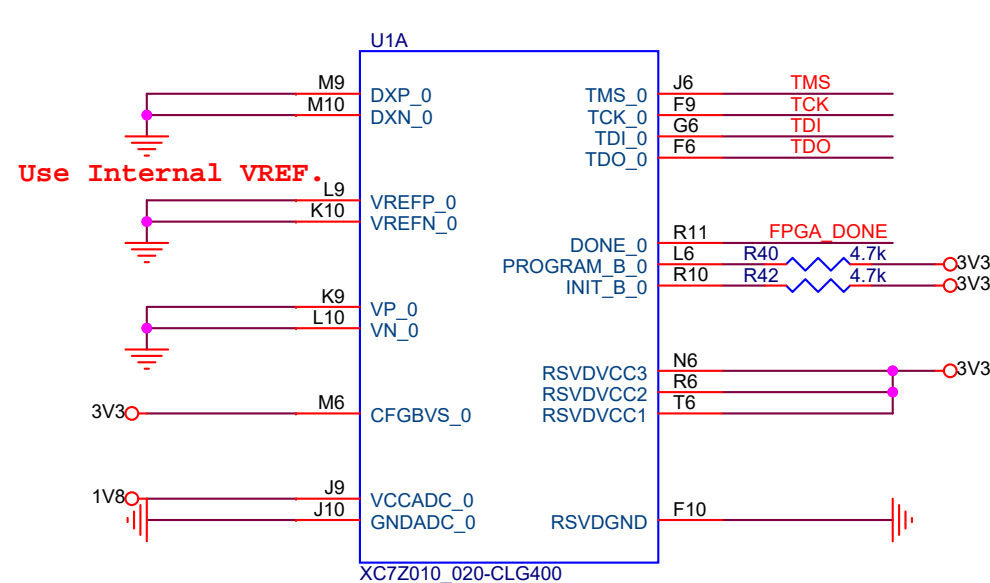 U1A
M9 DXP_0 TMS_0 J6 TMS
M10 DXN_0 TCK_0 F9 TCK
TDI_0 G6 TDI
TDO_0 F6 TDO
Use Internal VREF.
L9 VREFP_0
K10 VREFN_0
DONE_0 R11 FPGA_DONE
PROGRAM_B_0 L6 R40 4.7k 3V3
INIT_B_0 R10 R42 4.7k 3V3
K9 VP_0
L10 VN_0
RSVDVCC3 N6 3V3
RSVDVCC2 R6
3V3 M6 CFGBVS_0 RSVDVCC1 T6
1V8 J9 VCCADC_0
J10 GNDADC_0 RSVDGND F10
XC7Z010_020-CLG400